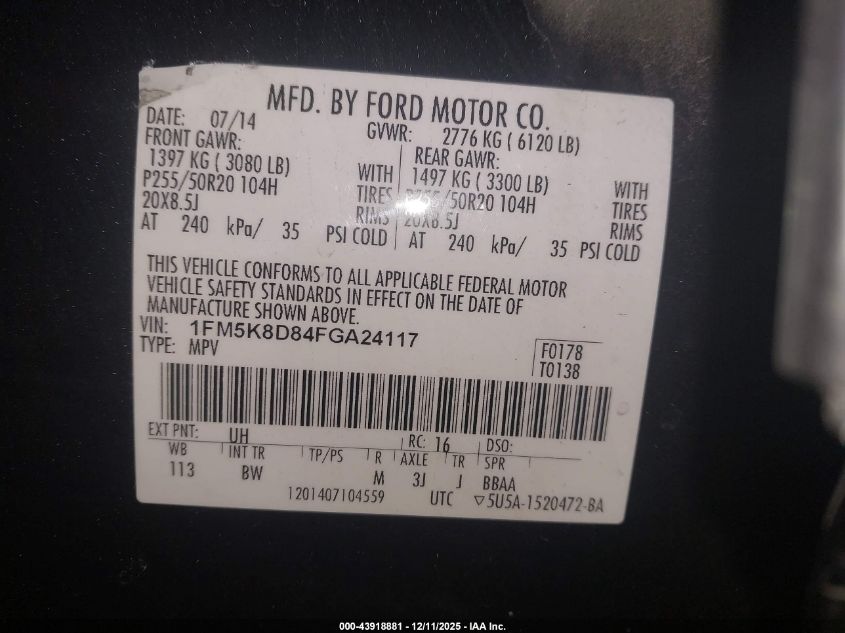 MFD. BY FORD MOTOR CO.
DATE: 07/14 GVWR: 2776 KG ( 6120 LB)
FRONT GAWR: REAR GAWR:
1397 KG ( 3080 LB) WITH 1497 KG ( 3300 LB) WITH
P255/50R20 104H TIRES P255/50R20 104H TIRES
20X8.5J RIMS 20X8.5J RIMS
AT 240 kPa/ 35 PSI COLD AT 240 kPa/ 35 PSI COLD
THIS VEHICLE CONFORMS TO ALL APPLICABLE FEDERAL MOTOR
VEHICLE SAFETY STANDARDS IN EFFECT ON THE DATE OF
MANUFACTURE SHOWN ABOVE.
VIN: 1FM5K8D84FGA24117
TYPE: MPV F0178
T0138
EXT PNT: UH RC: 16 DSO:
WB INT TR TP/PS R AXLE TR SPR
113 BW M 3J J BBAA
1201407104559 UTC ▽5U5A-1520472-BA
000-43918881 - 12/11/2025 - IAA Inc.